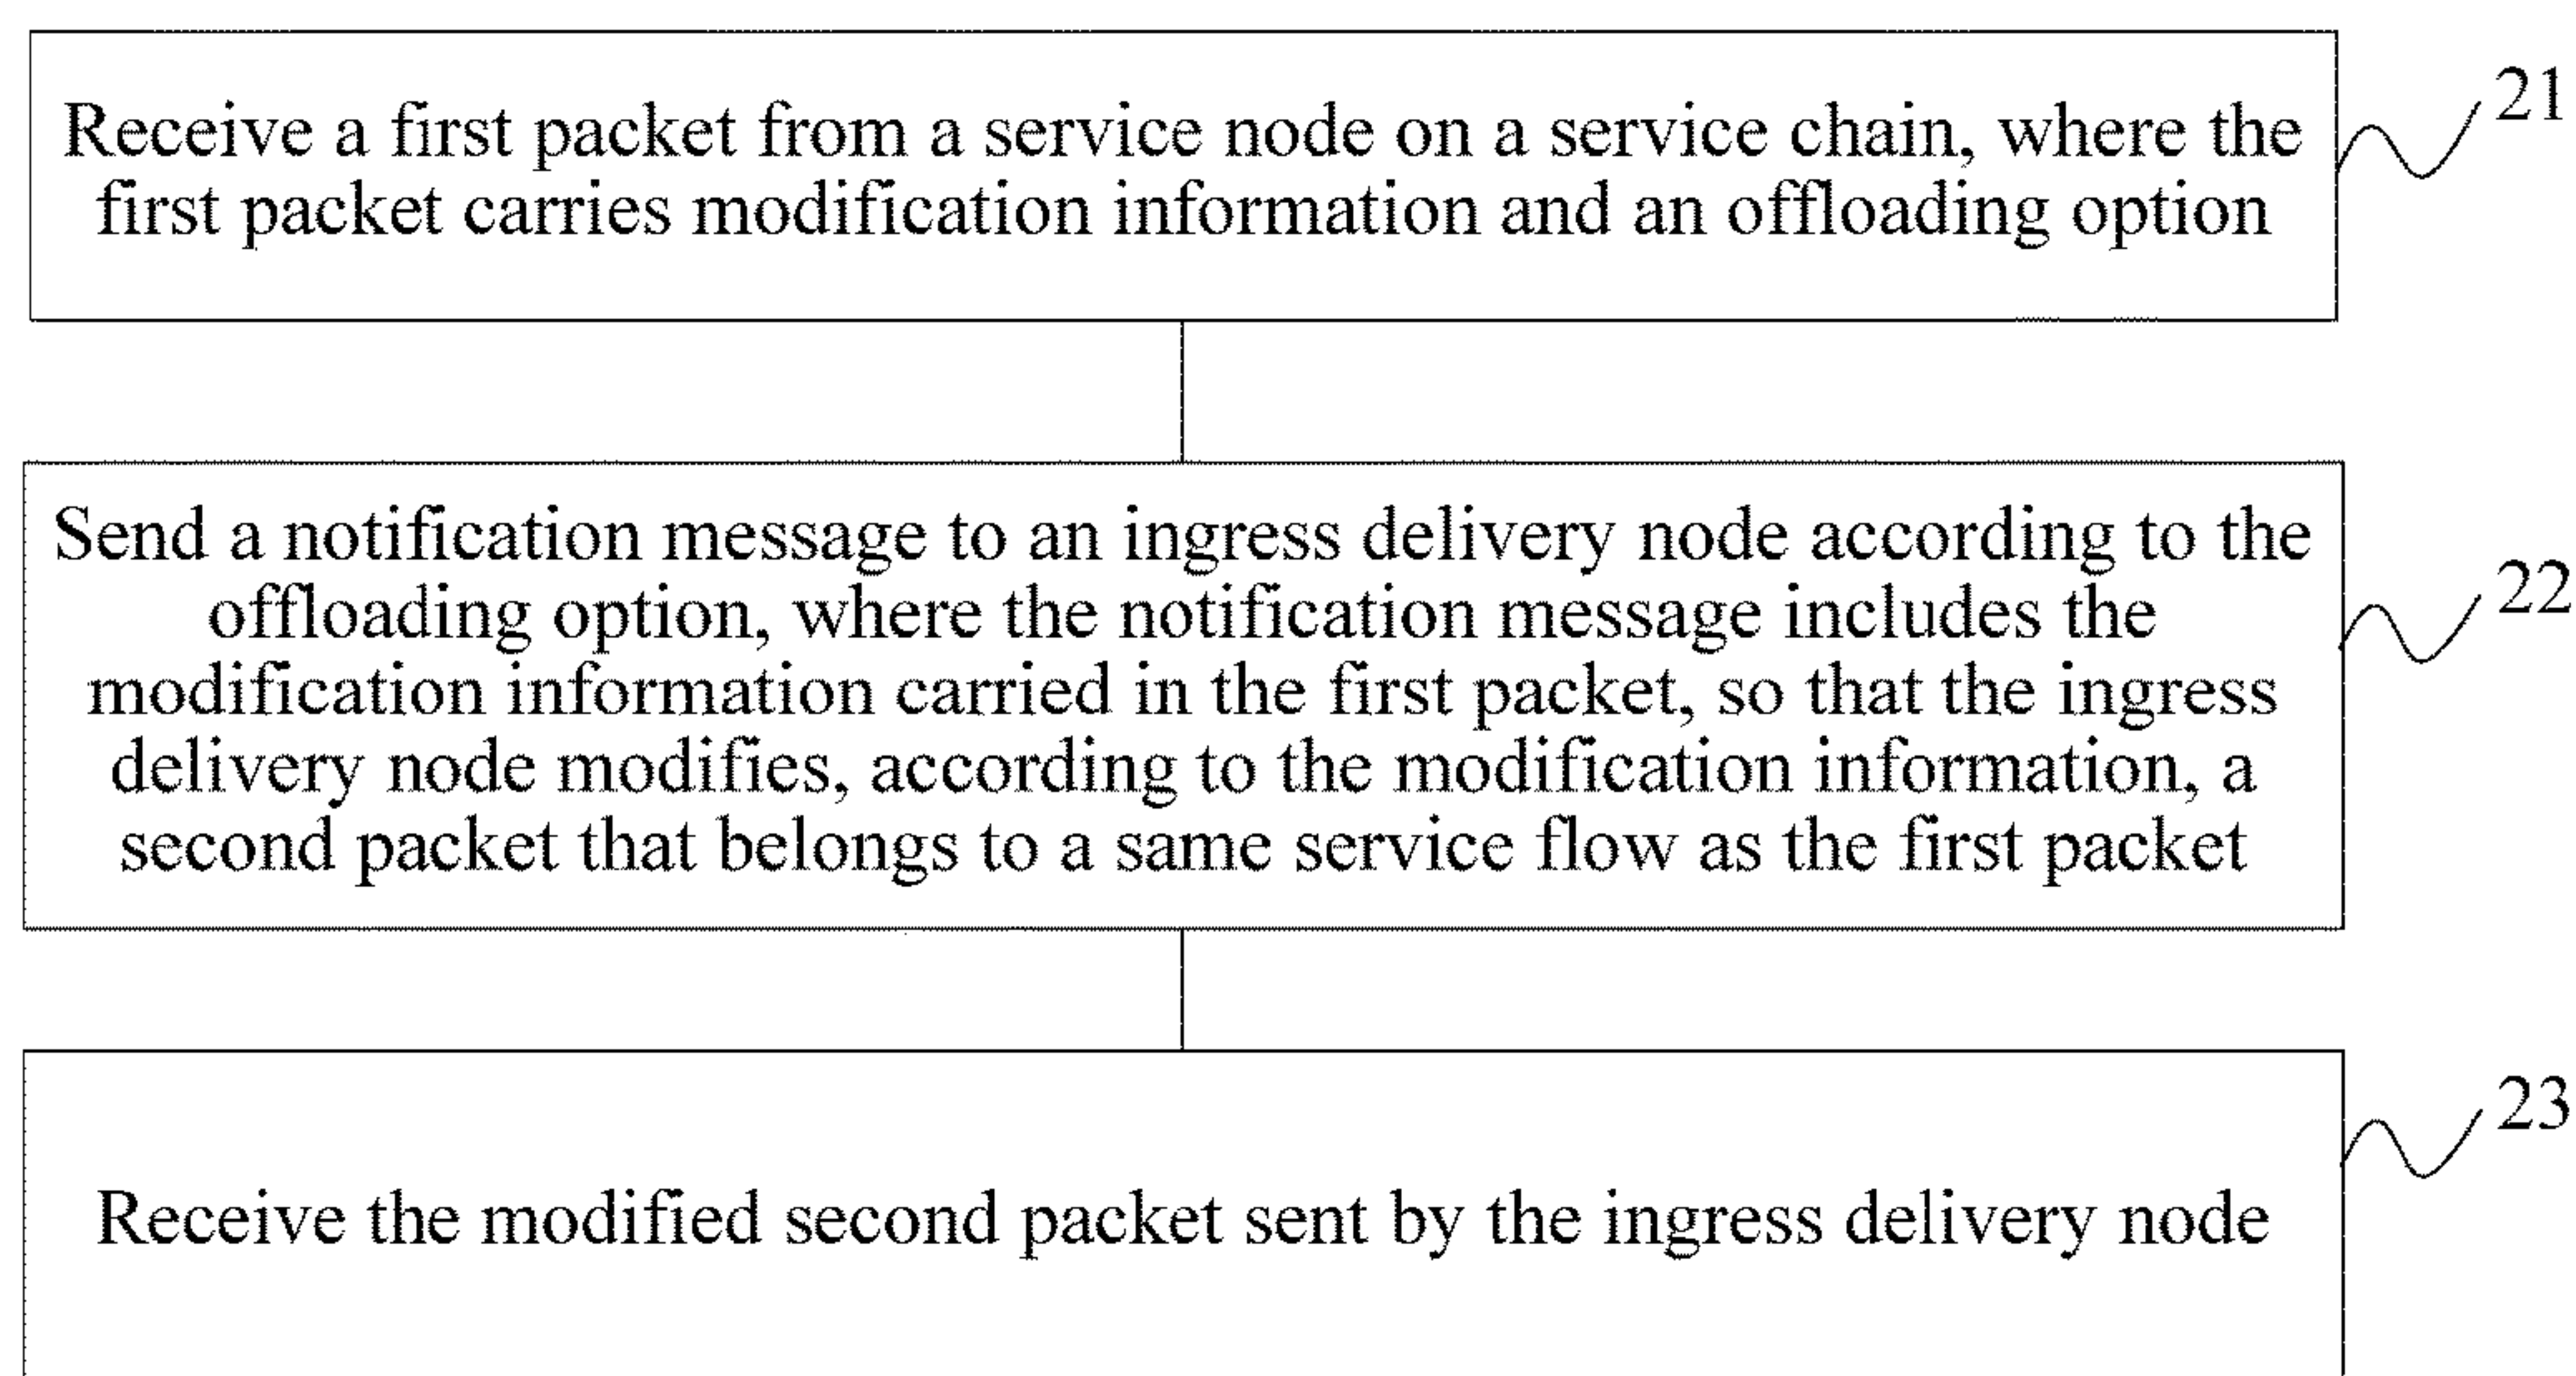 Receive a first packet from a service node on a service chain, where the
first packet carries modification information and an offloading option
21
Send a notification message to an ingress delivery node according to the
offloading option, where the notification message includes the
modification information carried in the first packet, so that the ingress
delivery node modifies, according to the modification information, a
second packet that belongs to a same service flow as the first packet
22
Receive the modified second packet sent by the ingress delivery node
23